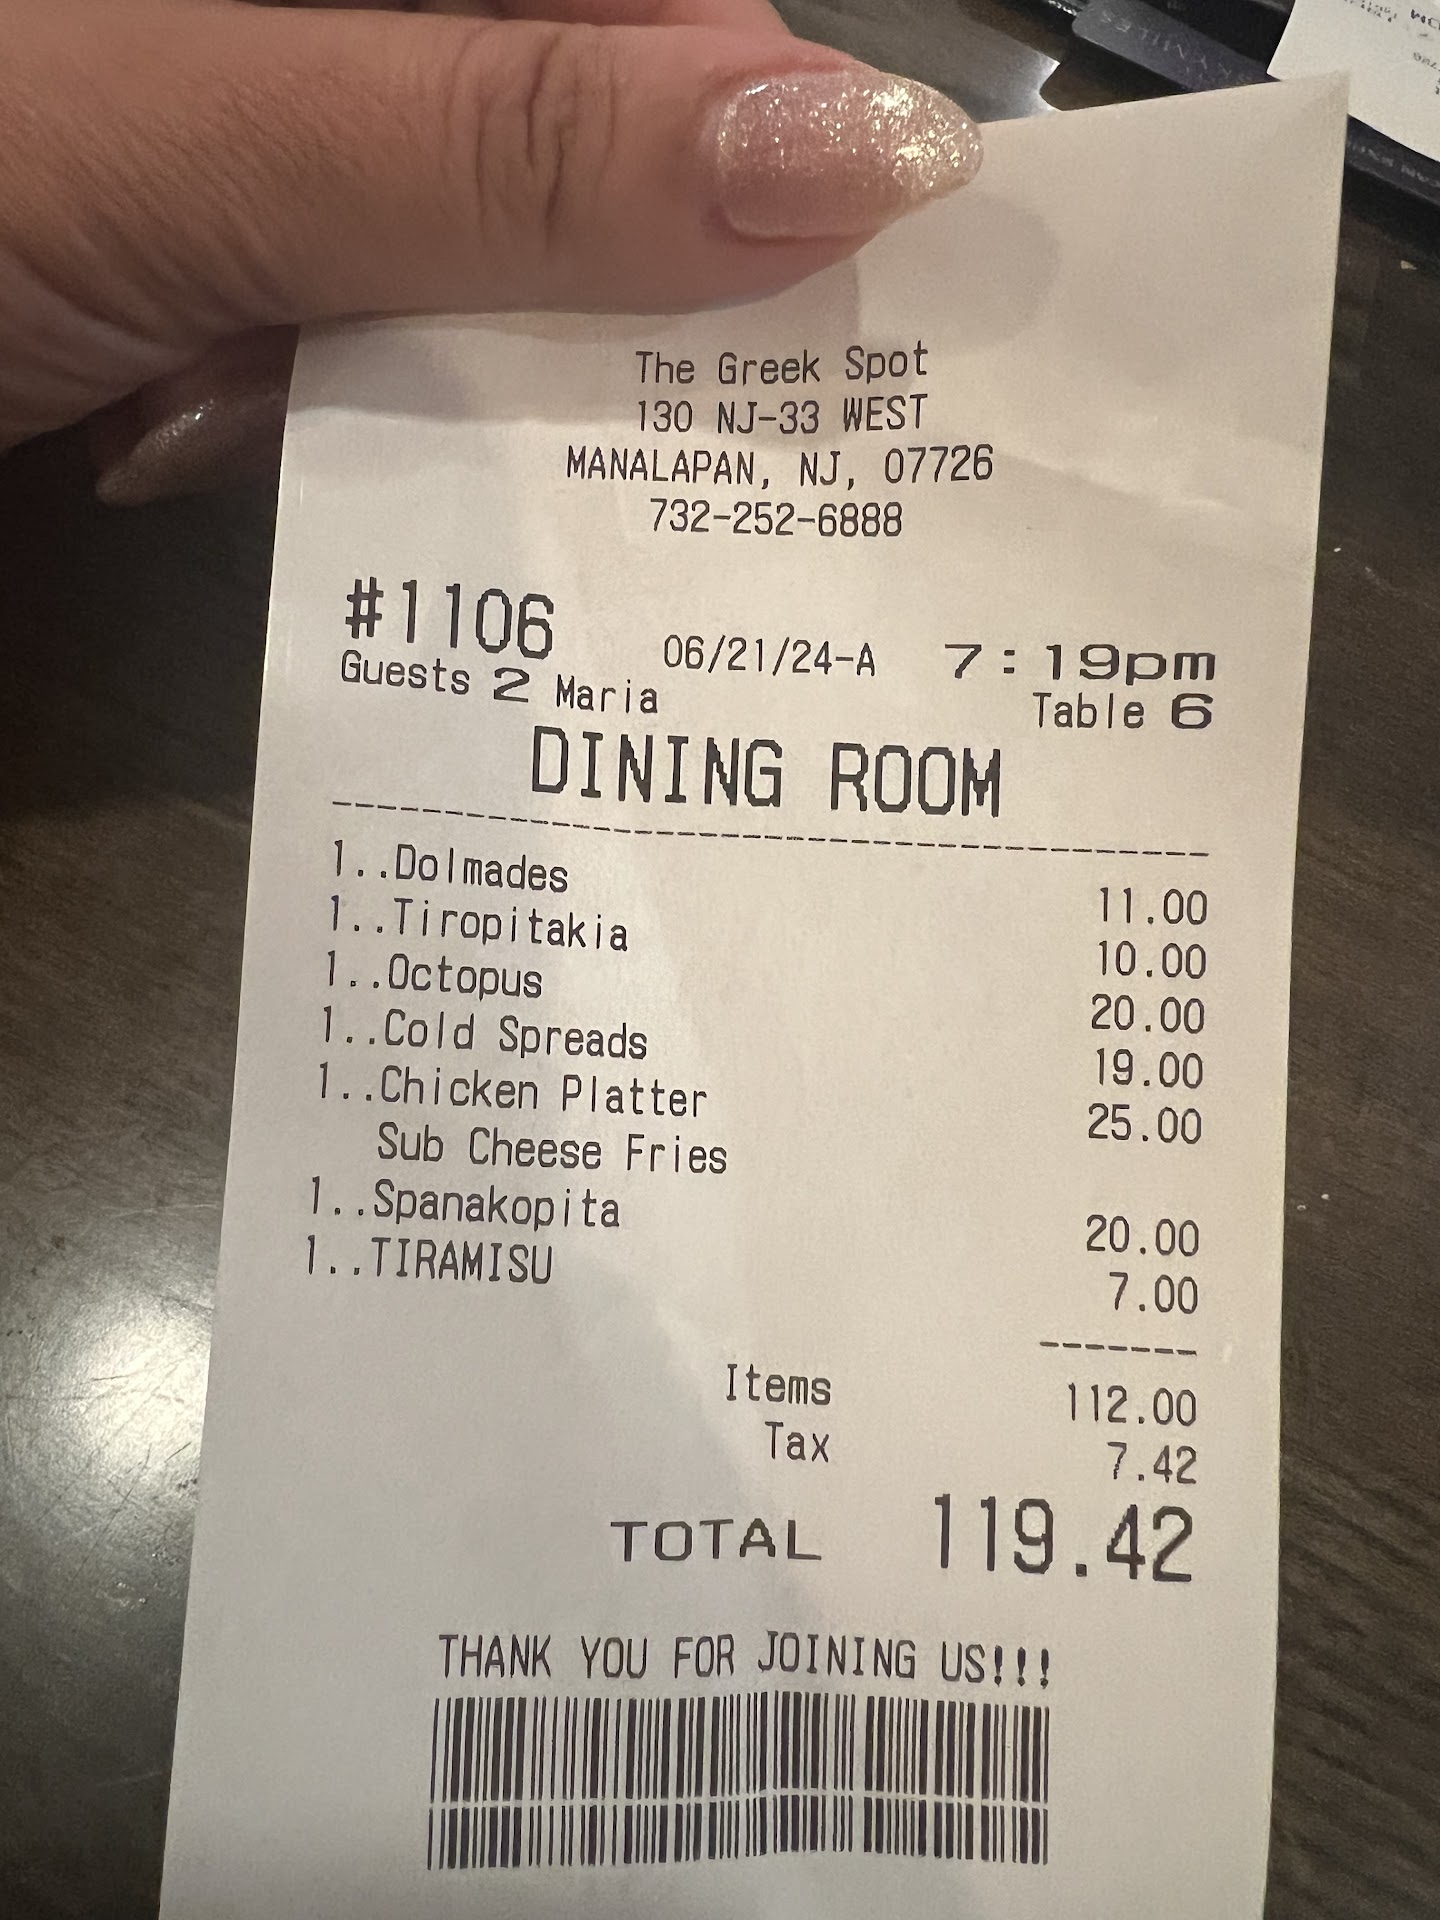 The Greek Spot
130 NJ-33 WEST
MANALAPAN, NJ, 07726
732-252-6888
#1106 06/21/24-A 7:19pm
Guests 2 Maria Table 6
DINING ROOM
1..Dolmades 11.00
1..Tiropitakia 10.00
1..Octopus 20.00
1..Cold Spreads 19.00
1..Chicken Platter 25.00
Sub Cheese Fries
1..Spanakopita 20.00
1..TIRAMISU 7.00
Items 112.00
Tax 7.42
TOTAL 119.42
THANK YOU FOR JOINING US!!!